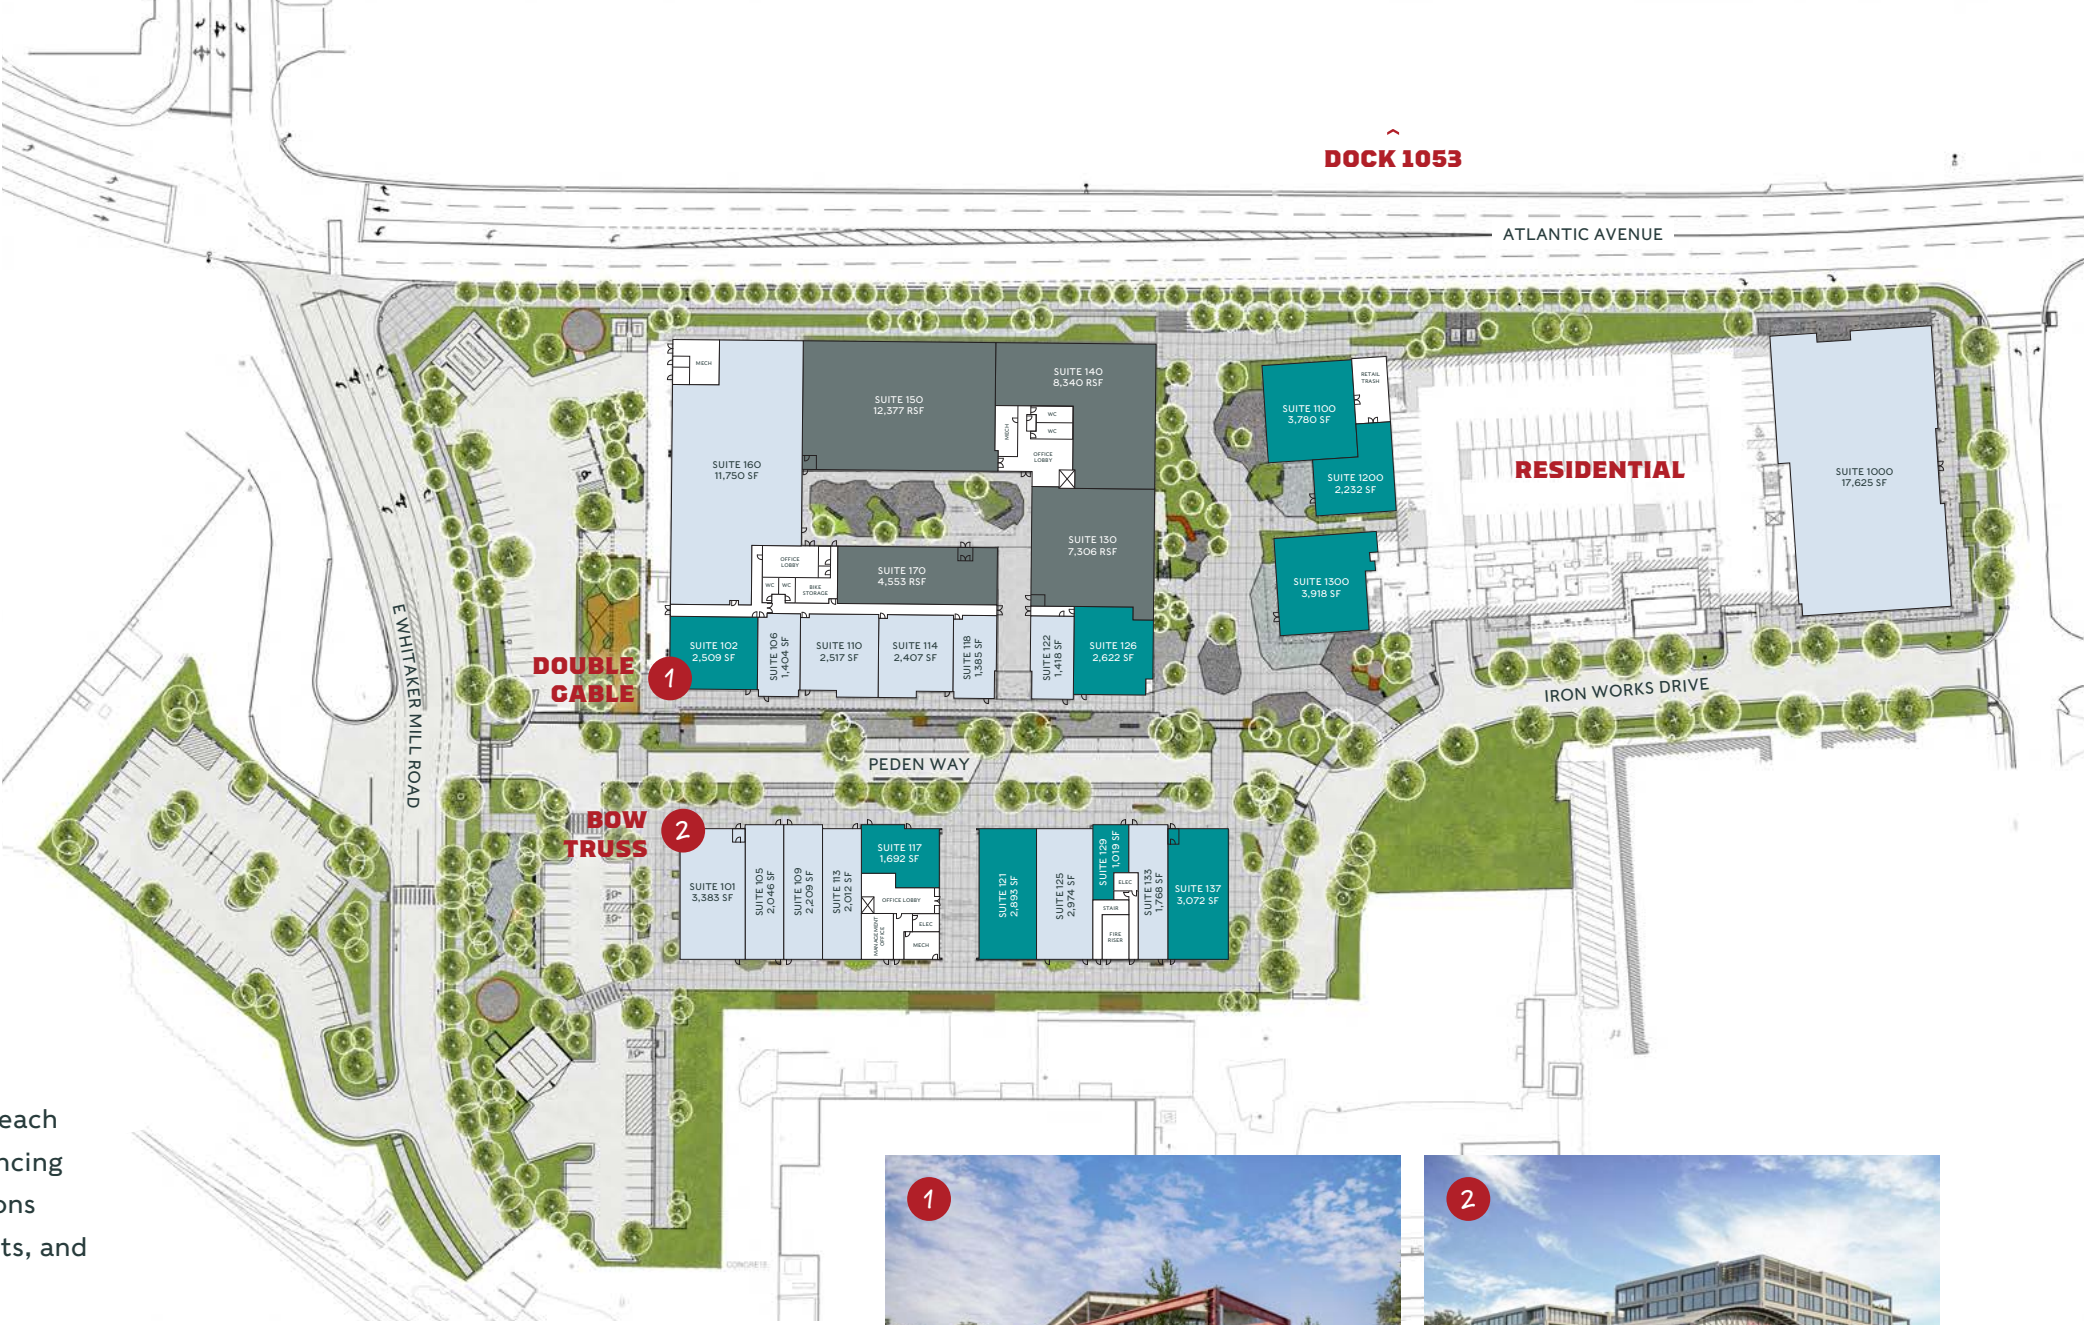 DOCK 1053
ATLANTIC AVENUE
MECH
SUITE 160
11,750 SF
SUITE 150
12,377 RSF
SUITE 140
8,340 RSF
MECH
WC
WC
OFFICE
LOBBY
SUITE 130
7,306 RSF
OFFICE
LOBBY
WC
WC
BIKE
STORAGE
SUITE 170
4,553 RSF
SUITE 1100
3,780 SF
RETAIL
TRASH
SUITE 1200
2,232 SF
SUITE 1300
3,918 SF
RESIDENTIAL
SUITE 1000
17,625 SF
DOUBLE
GABLE
1
SUITE 102
2,509 SF
SUITE 106
1,404 SF
SUITE 110
2,517 SF
SUITE 114
2,407 SF
SUITE 118
1,385 SF
SUITE 122
1,418 SF
SUITE 126
2,622 SF
E WHITAKER MILL ROAD
IRON WORKS DRIVE
PEDEN WAY
BOW
TRUSS
2
SUITE 101
3,383 SF
SUITE 105
2,046 SF
SUITE 109
2,209 SF
SUITE 113
2,012 SF
SUITE 117
1,692 SF
OFFICE LOBBY
MANAGEMENT
OFFICE
ELEC
MECH
SUITE 121
2,893 SF
SUITE 125
2,974 SF
SUITE 129
1,019 SF
ELEC
STAIR
FIRE
RISER
SUITE 133
1,768 SF
SUITE 137
3,072 SF
each
ncing
ons
ts, and
CONCRETE
1
2